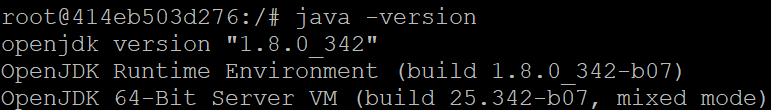 root@414eb503d276:/# java -version
openjdk version "1.8.0_342"
OpenJDK Runtime Environment (build 1.8.0_342-b07)
OpenJDK 64-Bit Server VM (build 25.342-b07, mixed mode)